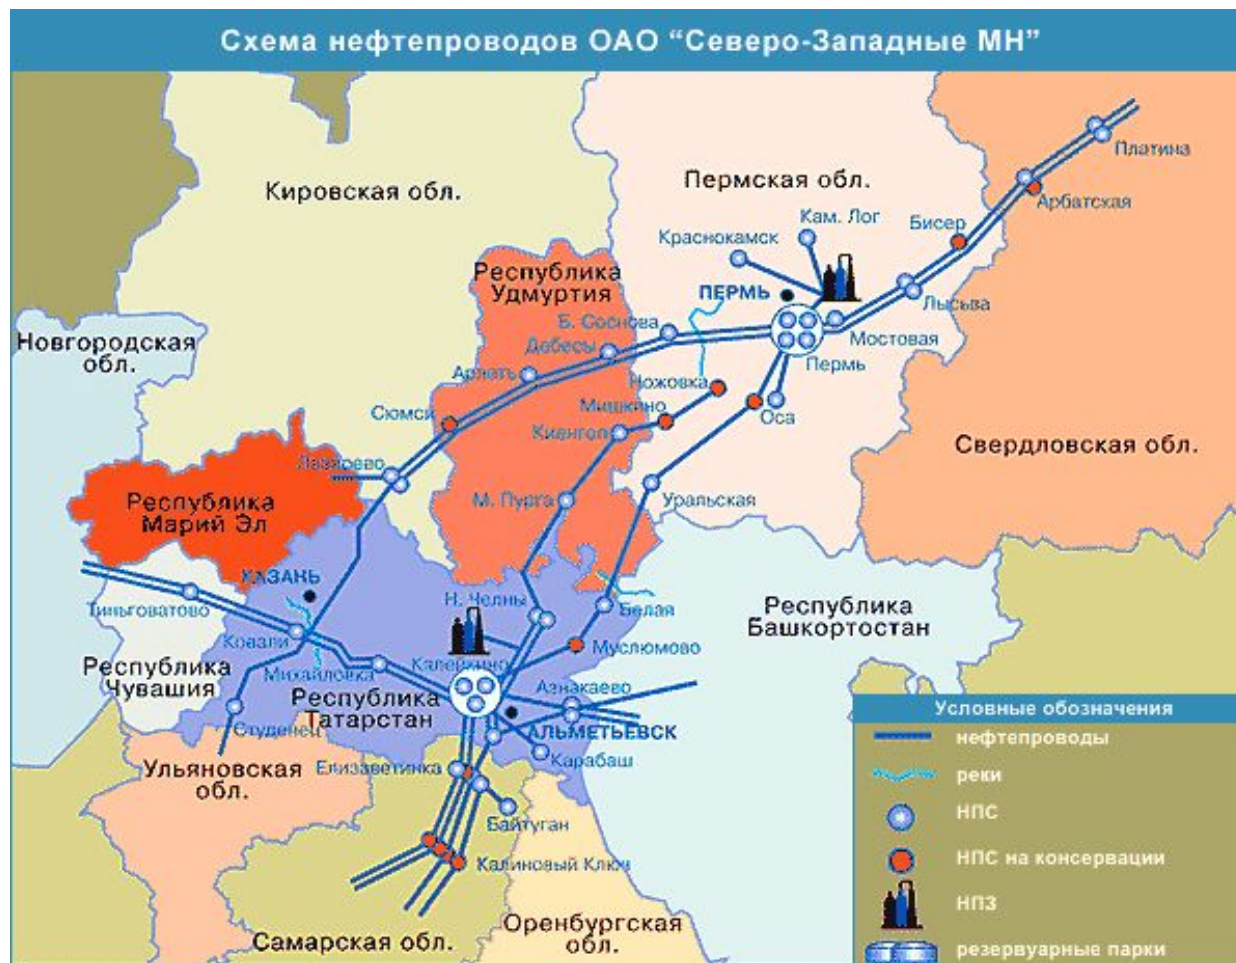 Схема нефтепроводов ОАО “Северо-Западные МН”
Платина
Пермская обл.
Кировская обл.
Арбатская
Кам. Лог
Бисер
Краснокамск
Республика
Удмуртия
ПЕРМЬ
Лысьва
Б. Соснова
Мостовая
Новгородская
обл.
Дебесы
Пермь
Арлеть
Ножовка
Мишкино
Сюмси
Оса
Киенгоп
Свердловская обл.
Лазарево
Республика
Марий Эл
М. Пурга
Уральская
КАЗАНЬ
Н. Челны
Белая
Тиньговатово
Республика
Башкортостан
Ковали
Муслюмово
Республика
Чувашия
Михайловка
Калейкино
Азнакаево
Республика
Татарстан
Студенец
АЛЬМЕТЬЕВСК
Карабаш
Ульяновская
обл.
Елизаветинка
Байтуган
Калиновый Ключ
Оренбургская
обл.
Самарская обл.
Условные обозначения
нефтепроводы
реки
НПС
НПС на консервации
НПЗ
резервуарные парки